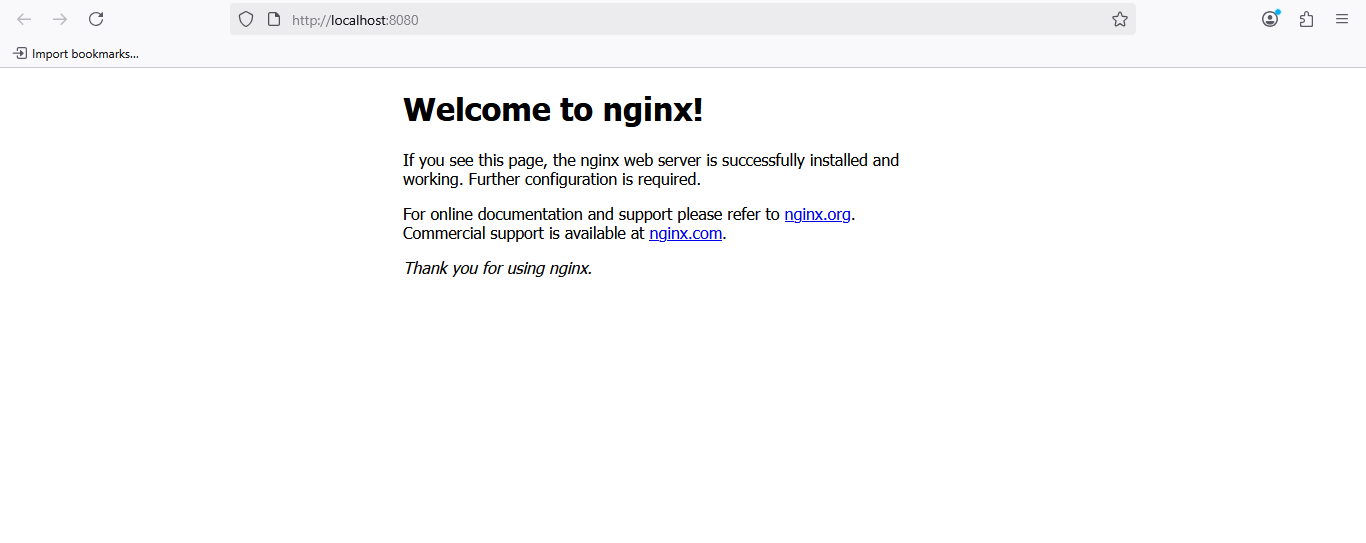 http://localhost:8080
Import bookmarks...
Welcome to nginx!
If you see this page, the nginx web server is successfully installed and
working. Further configuration is required.
For online documentation and support please refer to nginx.org.
Commercial support is available at nginx.com.
Thank you for using nginx.